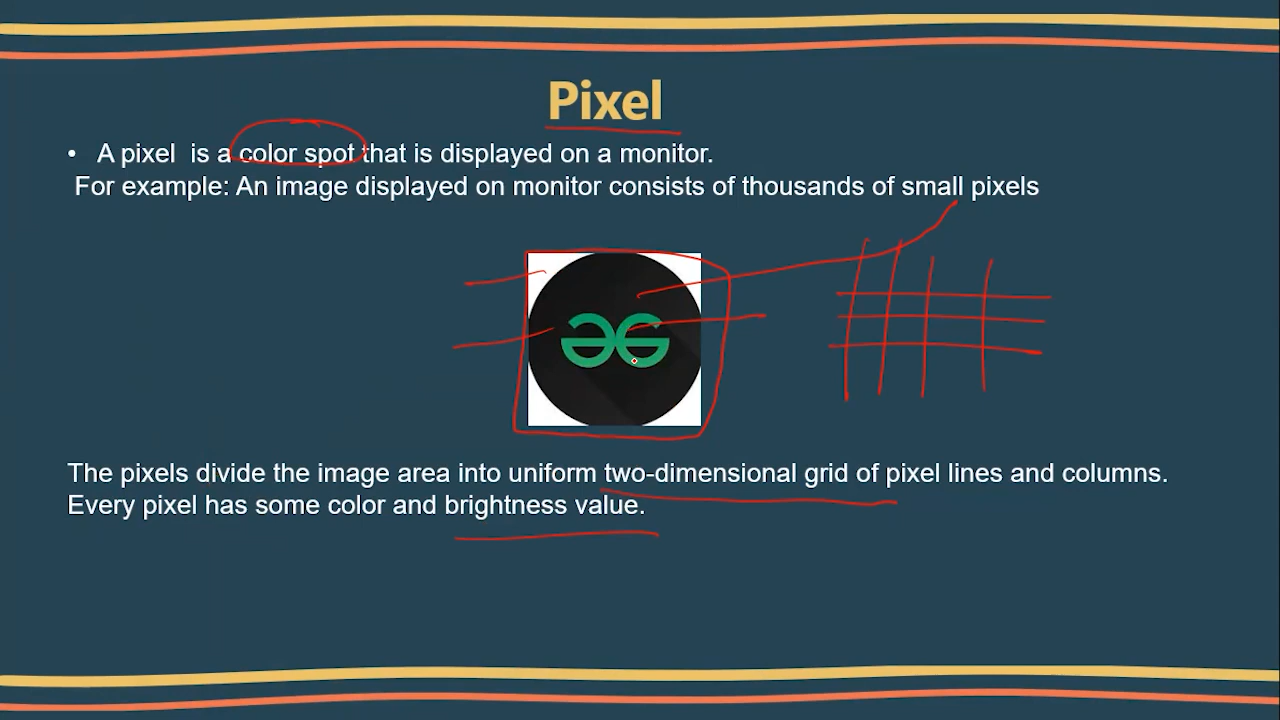 Pixel
• A pixel is a color spot that is displayed on a monitor.
For example: An image displayed on monitor consists of thousands of small pixels
The pixels divide the image area into uniform two-dimensional grid of pixel lines and columns.
Every pixel has some color and brightness value.